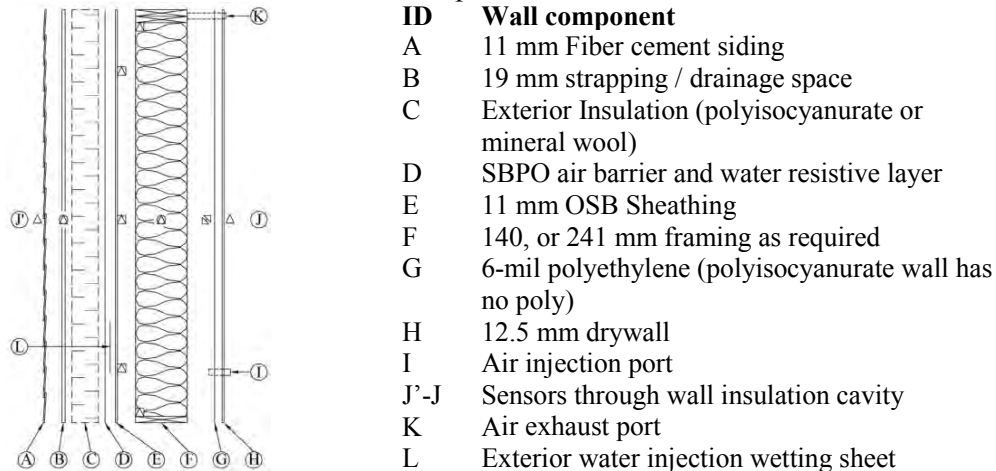 K
J'
J
L
I
A B C D E F G H
ID Wall component
A 11 mm Fiber cement siding
B 19 mm strapping / drainage space
C Exterior Insulation (polyisocyanurate or
mineral wool)
D SBPO air barrier and water resistive layer
E 11 mm OSB Sheathing
F 140, or 241 mm framing as required
G 6-mil polyethylene (polyisocyanurate wall has
no poly)
H 12.5 mm drywall
I Air injection port
J’-J Sensors through wall insulation cavity
K Air exhaust port
L Exterior water injection wetting sheet